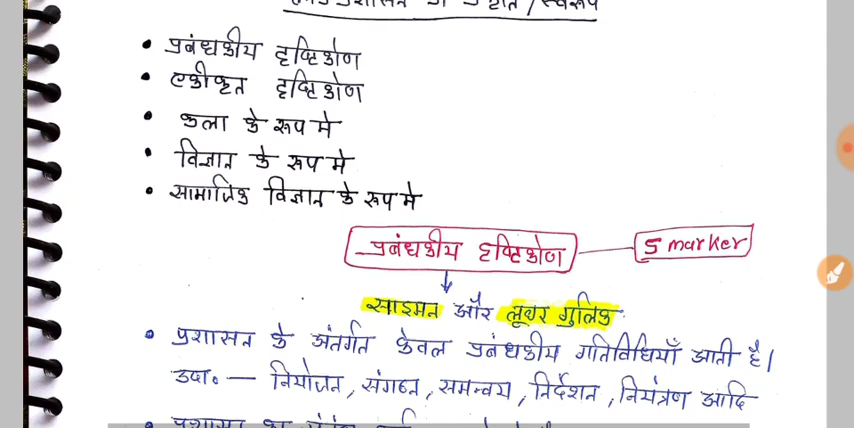 /स्वरूप
• प्रबंधकीय दृष्टिकोण
• एकीकृत दृष्टिकोण
• कला के रूप मे
• विज्ञान के रूप मे
• सामाजिक विज्ञान के रूप मे
प्रबंधकीय दृष्टिकोण — 5 marker
साइमन और लूथर गुलिक
• प्रशासन के अंतर्गत केवल प्रबंधकीय गतिविधियाँ आती है।
उदा. — नियोजन, संगठन, समन्वय, निर्देशन, नियंत्रण आदि